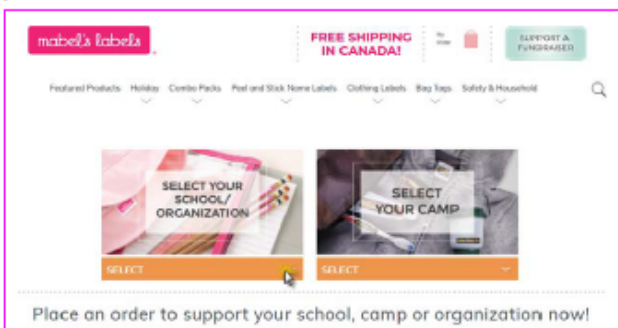 mabel's labels
FREE SHIPPING
IN CANADA!
SUPPORT A
FUNDRAISER
Featured Products Holiday Combo Packs Peel and Stick Name Labels Clothing Labels Bag Tags Safety & Household
SELECT YOUR
SCHOOL/
ORGANIZATION
SELECT
YOUR CAMP
SELECT
SELECT
Place an order to support your school, camp or organization now!